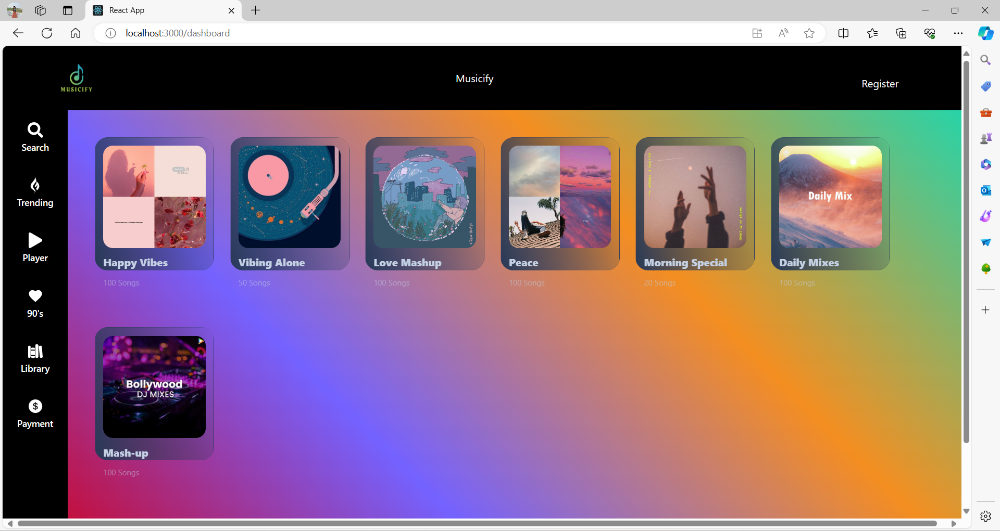 React App
localhost:3000/dashboard
MUSICIFY
Musicify
Register
Search
Trending
Player
90's
Library
Payment
Happy Vibes
100 Songs
Vibing Alone
50 Songs
Love Mashup
100 Songs
Peace
100 Songs
Morning Special
20 Songs
Daily Mix
Daily Mixes
100 Songs
Bollywood
DJ MIXES
Mash-up
100 Songs